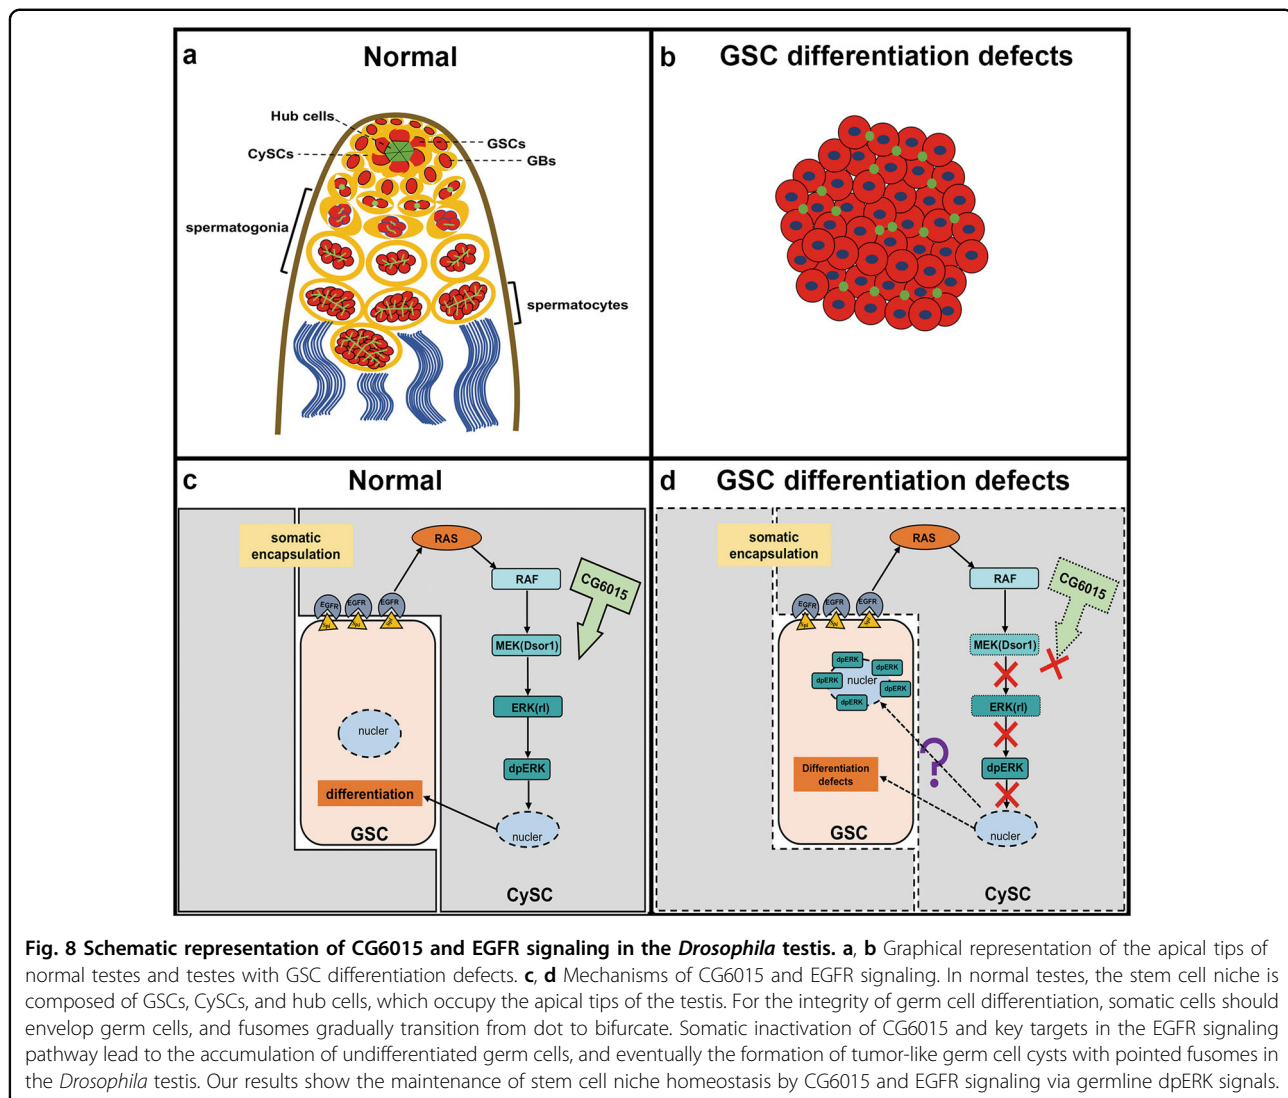 a
Normal
Hub cells
CySCs
GSCs
GBs
spermatogonia
spermatocytes
b
GSC differentiation defects
c
Normal
somatic
encapsulation
RAS
RAF
CG6015
EGFR
EGFR
EGFR
Spi
Spi
Spi
MEK(Dsor1)
ERK(rl)
nucler
dpERK
differentiation
nucler
GSC
CySC
d
GSC differentiation defects
somatic
encapsulation
RAS
RAF
CG6015
EGFR
EGFR
EGFR
Spi
Spi
Spi
MEK(Dsor1)
dpERK
dpERK
dpERK
nucler
dpERK
dpERK
ERK(rl)
?
Differentiation
defects
dpERK
nucler
GSC
CySC
Fig. 8 Schematic representation of CG6015 and EGFR signaling in the Drosophila testis. a, b Graphical representation of the apical tips of
normal testes and testes with GSC differentiation defects. c, d Mechanisms of CG6015 and EGFR signaling. In normal testes, the stem cell niche is
composed of GSCs, CySCs, and hub cells, which occupy the apical tips of the testis. For the integrity of germ cell differentiation, somatic cells should
envelop germ cells, and fusomes gradually transition from dot to bifurcate. Somatic inactivation of CG6015 and key targets in the EGFR signaling
pathway lead to the accumulation of undifferentiated germ cells, and eventually the formation of tumor-like germ cell cysts with pointed fusomes in
the Drosophila testis. Our results show the maintenance of stem cell niche homeostasis by CG6015 and EGFR signaling via germline dpERK signals.